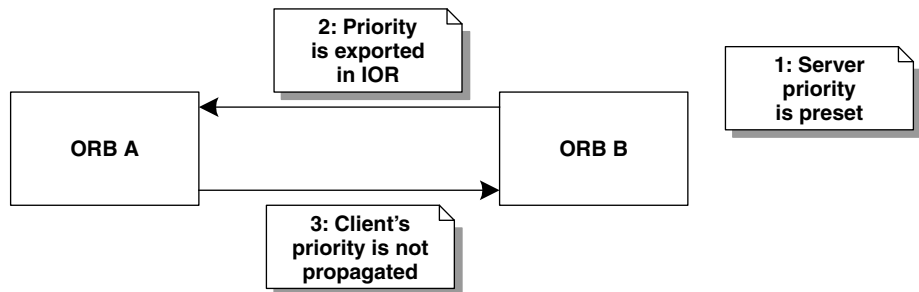 2: Priority
is exported
in IOR
1: Server
priority
is preset
ORB A
ORB B
3: Client's
priority is not
propagated